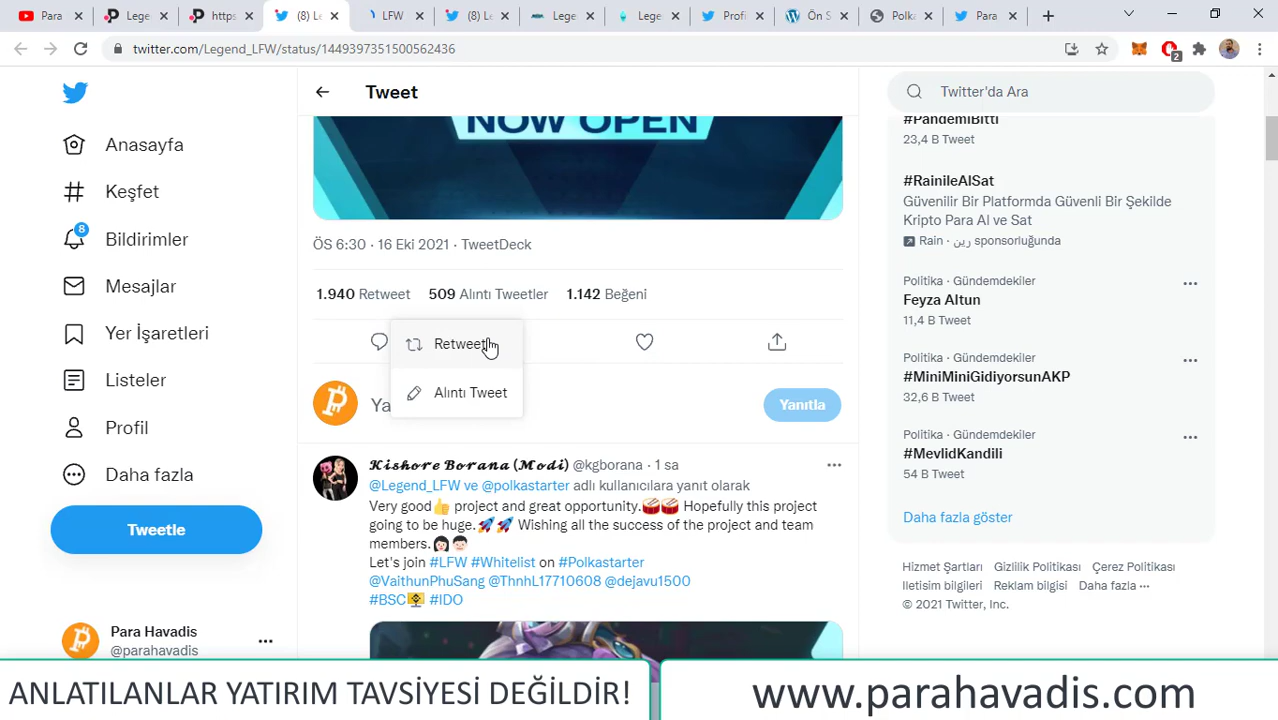 Para
Lege
https
(8) Le
LFW
(8) Le
Lege
Lege
Profi
Ön S
Polka
Para
twitter.com/Legend_LFW/status/1449397351500562436
2
Anasayfa
Keşfet
8
Bildirimler
Mesajlar
Yer İşaretleri
Listeler
Profil
Daha fazla
Tweetle
Para Havadis
@parahavadis
Tweet
NOW OPEN
ÖS 6:30 · 16 Eki 2021 · TweetDeck
1.940 Retweet 509 Alıntı Tweetler 1.142 Beğeni
Retweetle
Alıntı Tweet
Ya
Yanıtla
𝓚𝓲𝓼𝓱𝓸𝓻𝓮 𝓑𝓸𝓻𝓪𝓷𝓪 (𝓜𝓸𝓭𝓲) @kgborana · 1 sa
@Legend_LFW ve @polkastarter adlı kullanıcılara yanıt olarak
Very good👍 project and great opportunity.🥁🥁 Hopefully this project
going to be huge.🚀🚀 Wishing all the success of the project and team
members.👩🏻👨🏻
Let's join #LFW #Whitelist on #Polkastarter
@VaithunPhuSang @ThnhL17710608 @dejavu1500
#BSC #IDO
Twitter'da Ara
#PandemiBitti
23,4 B Tweet
#RainileAlSat
Güvenilir Bir Platformda Güvenli Bir Şekilde
Kripto Para Al ve Sat
Rain - رين sponsorluğunda
Politika · Gündemdekiler
Feyza Altun
11,4 B Tweet
Politika · Gündemdekiler
#MiniMiniGidiyorsunAKP
32,6 B Tweet
Politika · Gündemdekiler
#MevlidKandili
54 B Tweet
Daha fazla göster
Hizmet Şartları Gizlilik Politikası Çerez Politikası
İletisim bilgileri Reklam bilgisi Daha fazla ···
© 2021 Twitter, Inc.
ANLATILANLAR YATIRIM TAVSİYESİ DEĞİLDİR!
www.parahavadis.com